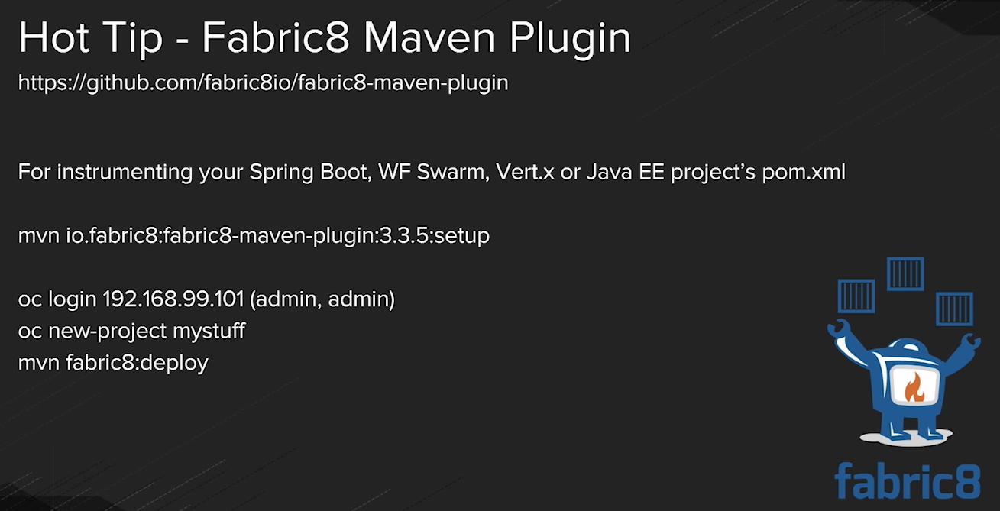 Hot Tip - Fabric8 Maven Plugin
https://github.com/fabric8io/fabric8-maven-plugin
For instrumenting your Spring Boot, WF Swarm, Vert.x or Java EE project’s pom.xml
mvn io.fabric8:fabric8-maven-plugin:3.3.5:setup
oc login 192.168.99.101 (admin, admin)
oc new-project mystuff
mvn fabric8:deploy
fabric8